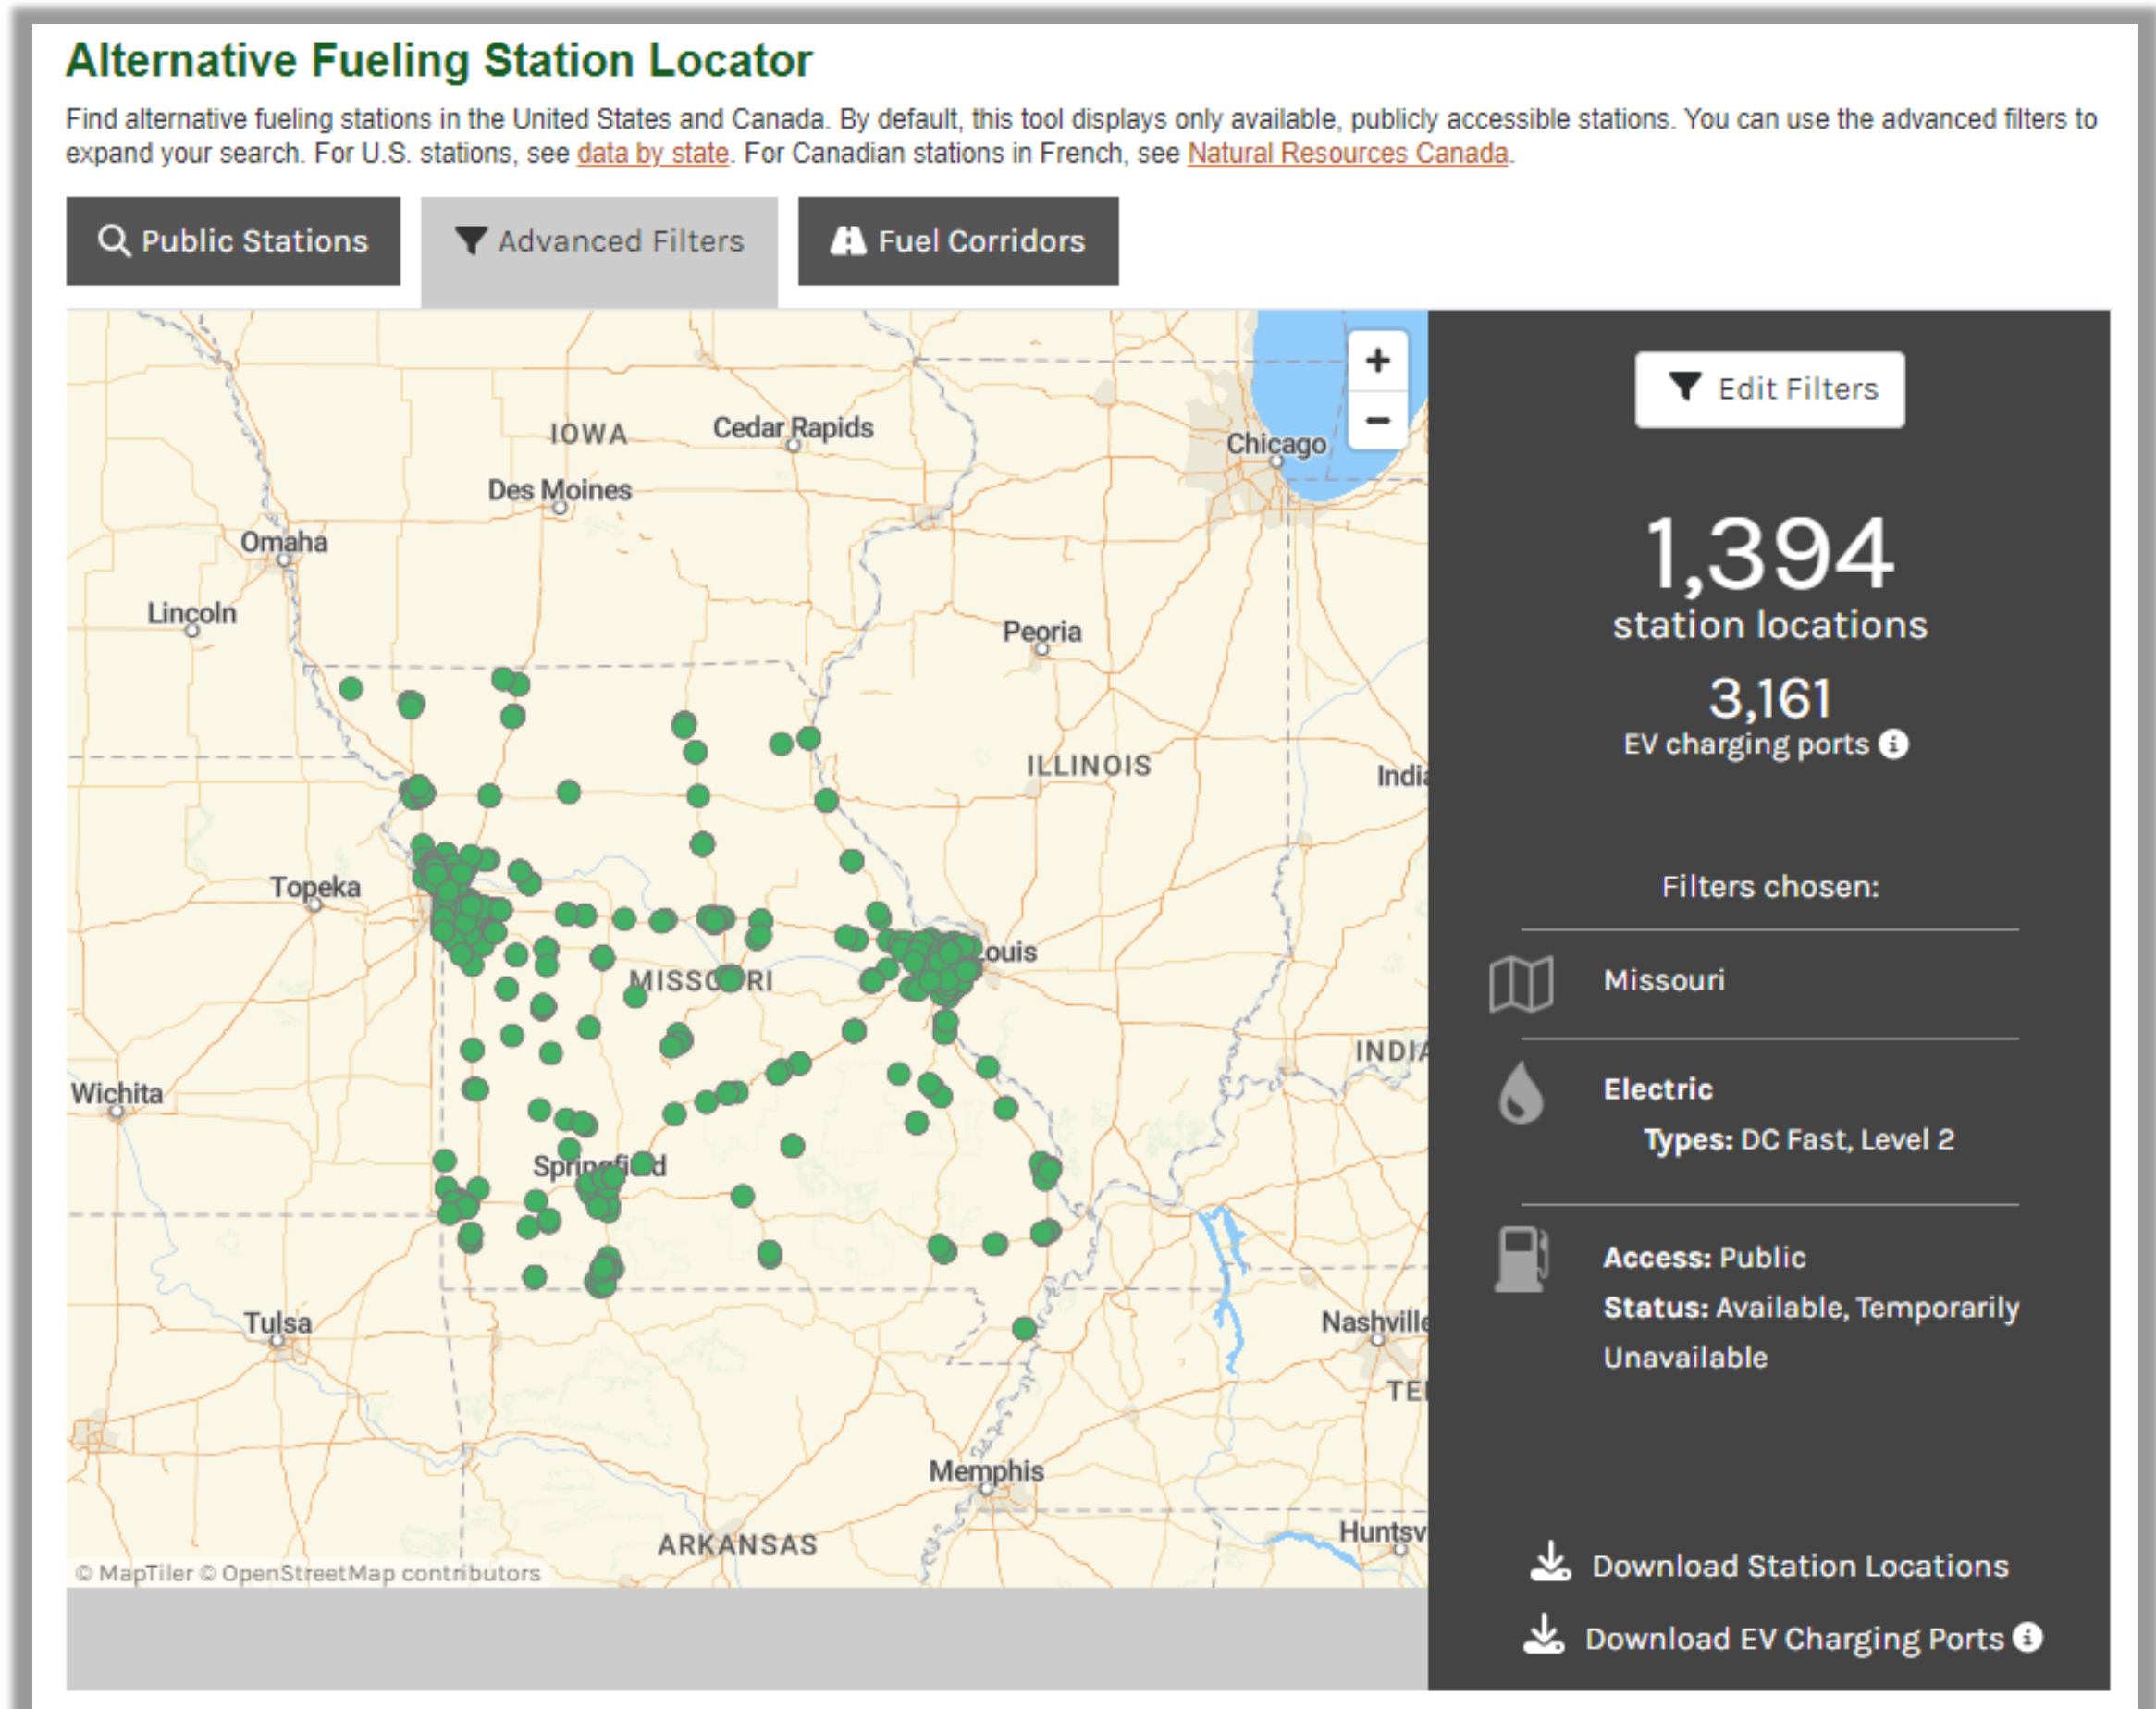 Alternative Fueling Station Locator
Find alternative fueling stations in the United States and Canada. By default, this tool displays only available, publicly accessible stations. You can use the advanced filters to
expand your search. For U.S. stations, see data by state. For Canadian stations in French, see Natural Resources Canada.
Public Stations
Advanced Filters
Fuel Corridors
+
−
IOWA
Cedar Rapids
Chicago
Des Moines
Omaha
Lincoln
Peoria
ILLINOIS
India
Topeka
Louis
MISSOURI
INDIA
Wichita
Springfield
Tulsa
Nashville
TE
Memphis
Huntsv
ARKANSAS
© MapTiler © OpenStreetMap contributors
Edit Filters
1,394
station locations
3,161
EV charging ports
Filters chosen:
Missouri
Electric
Types: DC Fast, Level 2
Access: Public
Status: Available, Temporarily
Unavailable
Download Station Locations
Download EV Charging Ports